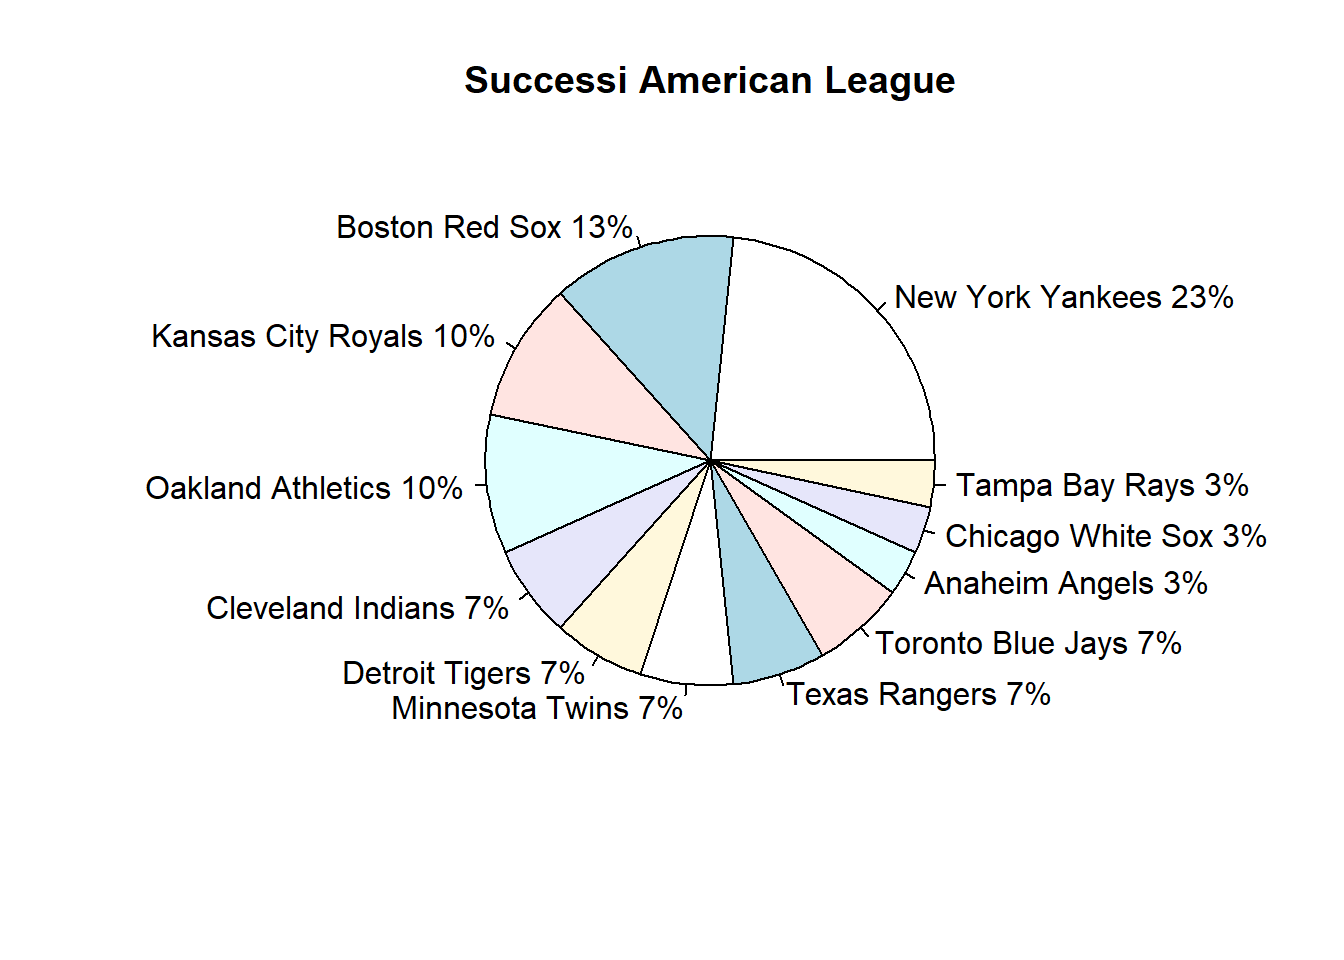 Successi American League
Boston Red Sox 13%
New York Yankees 23%
Kansas City Royals 10%
Oakland Athletics 10%
Tampa Bay Rays 3%
Chicago White Sox 3%
Anaheim Angels 3%
Cleveland Indians 7%
Toronto Blue Jays 7%
Detroit Tigers 7%
Texas Rangers 7%
Minnesota Twins 7%